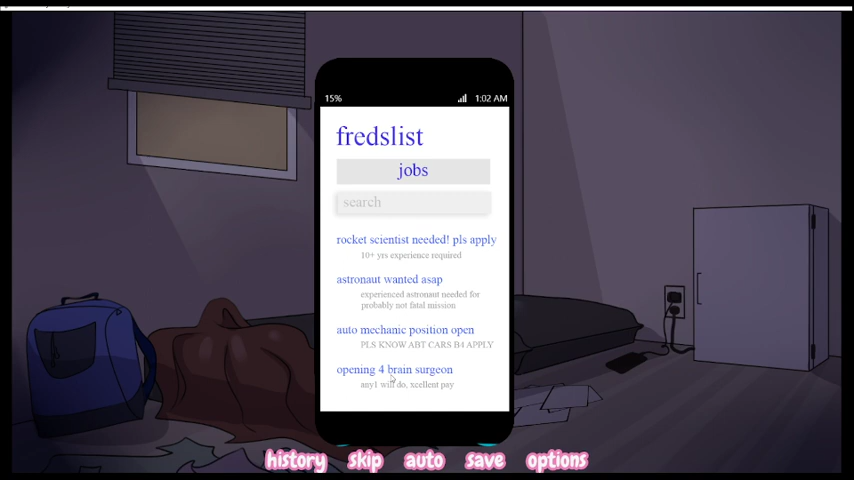 15% 1:02 AM
fredslist
jobs
search
rocket scientist needed! pls apply
10+ yrs experience required
astronaut wanted asap
experienced astronaut needed for
probably not fatal mission
auto mechanic position open
PLS KNOW ABT CARS B4 APPLY
opening 4 brain surgeon
any1 will do, xcellent pay
history skip auto save options